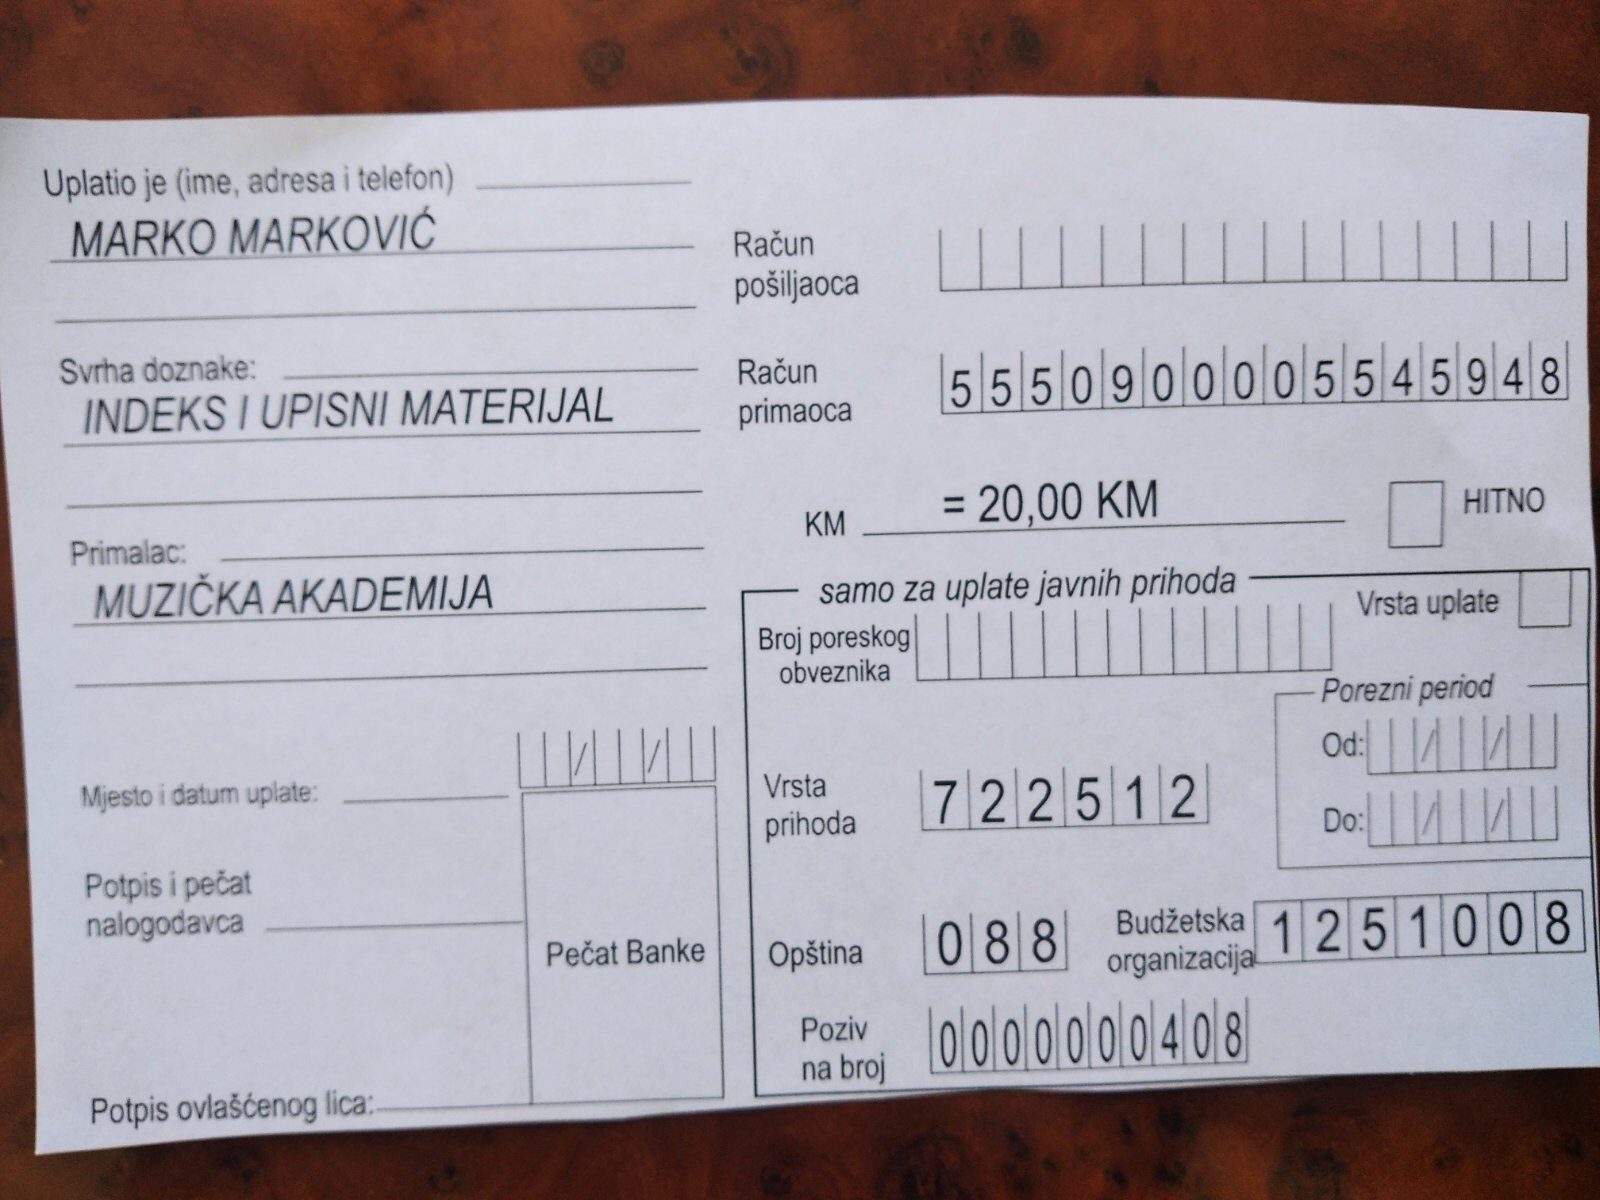 Uplatio je (ime, adresa i telefon)
MARKO MARKOVIĆ
Svrha doznake:
INDEKS I UPISNI MATERIJAL
Primalac:
MUZIČKA AKADEMIJA
Mjesto i datum uplate: / /
Potpis i pečat
nalogodavca
Pečat Banke
Potpis ovlašćenog lica:
Račun
pošiljaoca
Račun
primaoca 5550900005545948
KM = 20,00 KM HITNO
samo za uplate javnih prihoda
Vrsta uplate
Broj poreskog
obveznika
Porezni period
Od: / /
Do: / /
Vrsta
prihoda 722512
Opština 088
Budžetska
organizacija 1251008
Poziv
na broj 0000000408